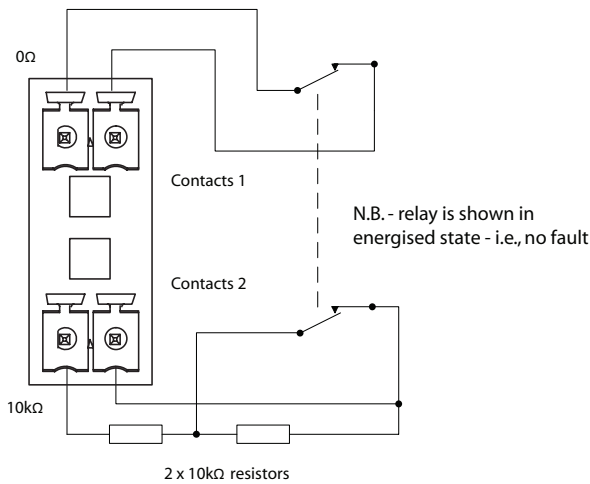 0Ω
Contacts 1
N.B. - relay is shown in
energised state - i.e., no fault
Contacts 2
10kΩ
2 x 10kΩ resistors